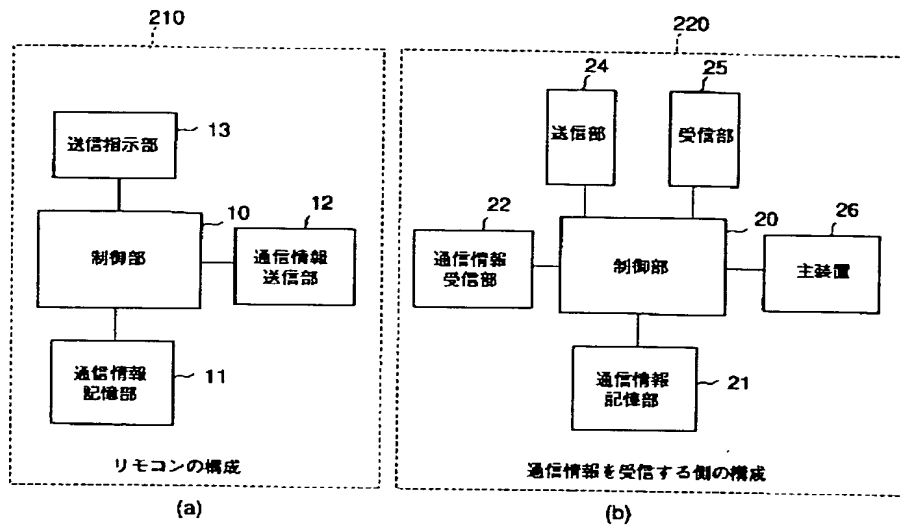 210
送信指示部
13
10
制御部
12
通信情報
送信部
通信情報
記憶部
11
リモコンの構成
(a)
220
24
送信部
25
受信部
22
通信情報
受信部
20
制御部
26
主装置
通信情報
記憶部
21
通信情報を受信する側の構成
(b)